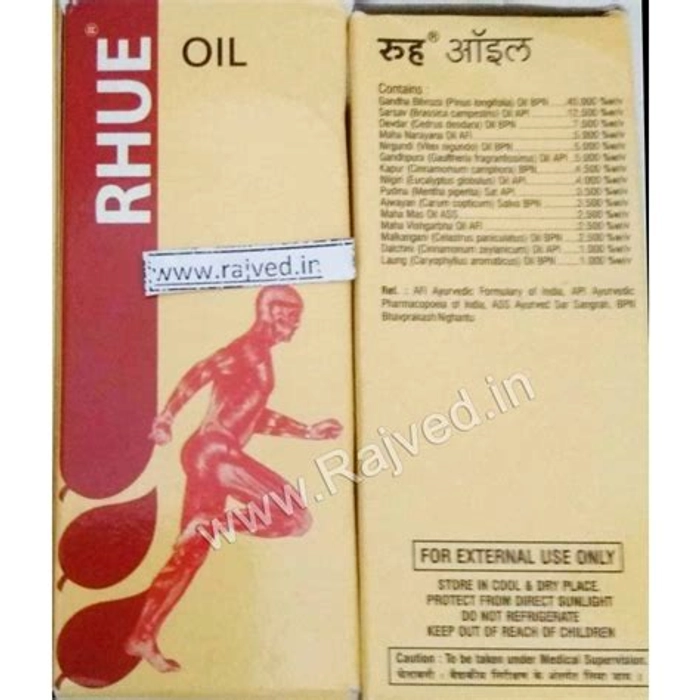 RHUE®
OIL
www.rajved.in
रुह® ऑइल
Contains
Gandha Biroza (Pinus longifolia) Oil BPN
Sarsav (Brassica campestris) Oil API 12.000 %w/v
Devdar (Cedrus deodara) Oil BPN 7.500 %w/v
Maha Narayana Oil AFI 5.000 %w/v
Nirgundi (Vitex nigundo) Oil BPN 5.000 %w/v
Gandhpura (Gaultheria fragrantissima) Oil API 5.000 %w/v
Kapur (Cinnamomum camphora) BPN 4.500 %w/v
Nilgiri (Eucalyptus globulus) Oil API 4.000 %w/v
Pudina (Mentha piperita) Sat API 3.500 %w/v
Ajwayan (Carum copticum) Satva BPN 3.500 %w/v
Maha Mas Oil ASS 2.500 %w/v
Maha Vishgarbha Oil AFI 2.500 %w/v
Malkangani (Celastrus paniculatus) Oil BPN 2.500 %w/v
Dalchini (Cinnamomum zeylanicum) Oil API 1.000 %w/v
Laung (Caryophyllus aromaticus) Oil BPN 1.000 %w/v
Ref. : AFI Ayurvedic Formulary of India, API Ayurvedic
Pharmacopoeia of India, ASS Ayurved Sar Sangrah, BPN
Bhavprakash Nighantu
www.Rajved.in
FOR EXTERNAL USE ONLY
STORE IN COOL & DRY PLACE.
PROTECT FROM DIRECT SUNLIGHT
DO NOT REFRIGERATE
KEEP OUT OF REACH OF CHILDREN
Caution : To be taken under Medical Supervision.
चेतावनी : वैद्यकीय निरीक्षण के अंतर्गत लिया जाय ।